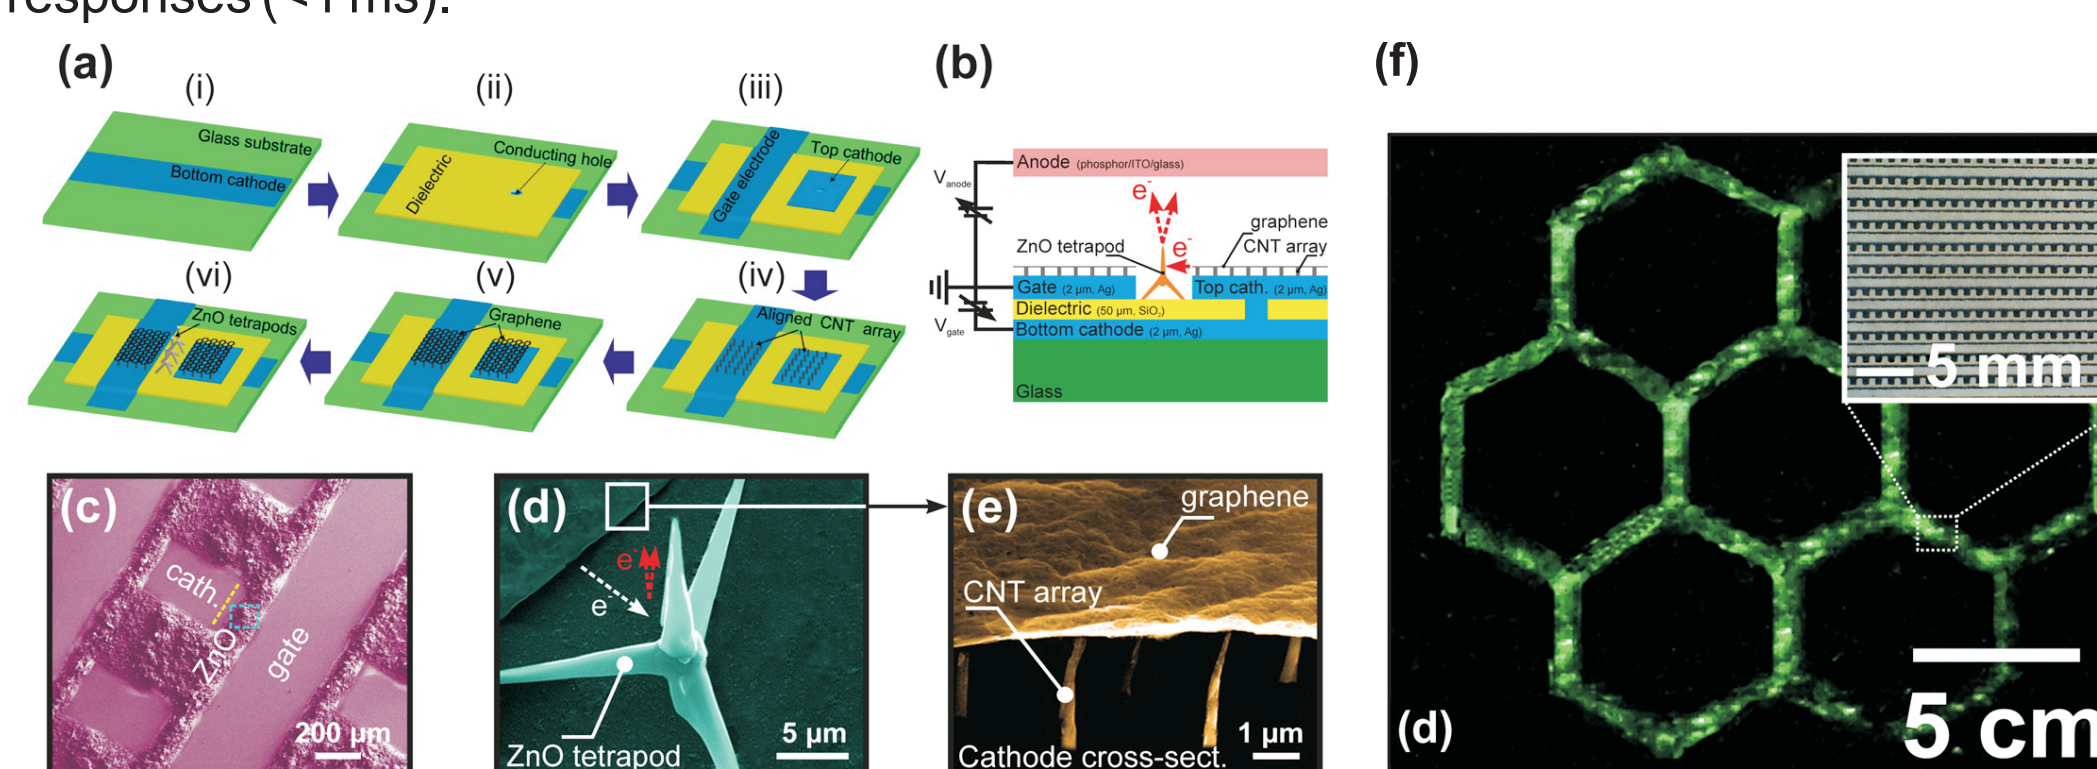 responses (<1 ms).
(a)
(i)
Glass substrate
Bottom cathode
(ii)
Conducting hole
Dielectric
(iii)
Top cathode
Gate electrode
(vi)
ZnO tetrapods
(v)
Graphene
(iv)
Aligned CNT array
(b)
Anode (phosphor/ITO/glass)
Vanode
e-
graphene
ZnO tetrapod
e-
CNT array
Gate (2 µm, Ag)
Top cath. (2 µm, Ag)
Dielectric (50 µm, SiO2)
Vgate
Bottom cathode (2 µm, Ag)
Glass
(c)
cath.
ZnO
gate
200 µm
(d)
e-
e-
ZnO tetrapod
5 µm
(e)
graphene
CNT array
Cathode cross-sect.
1 µm
(f)
5 mm
(d)
5 cm